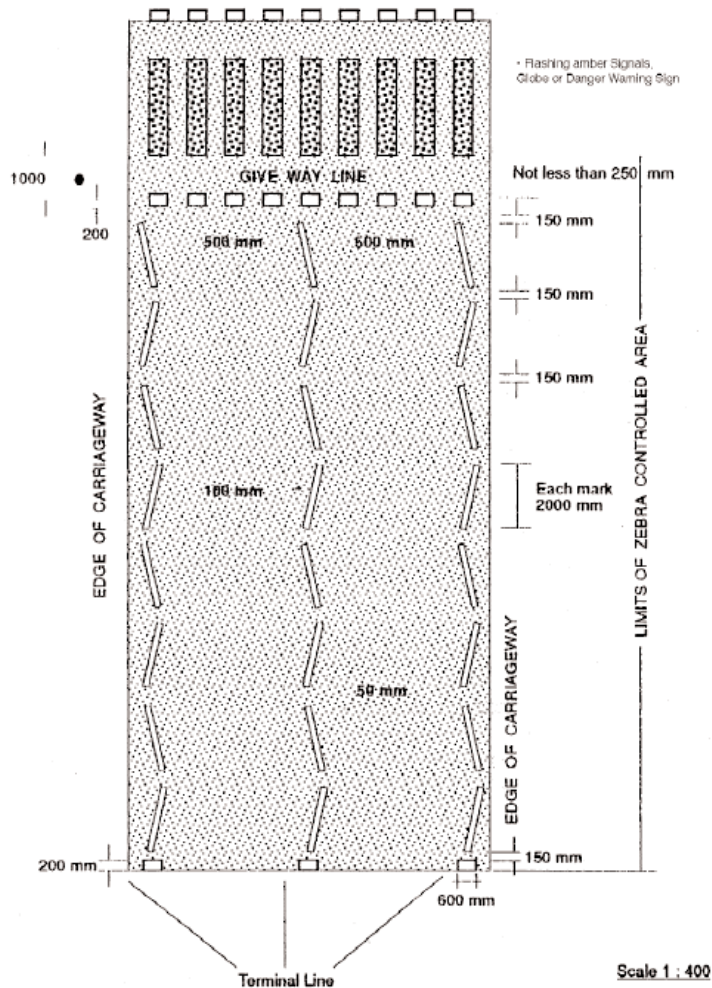 • Flashing amber Signals,
Globe or Danger Warning Sign
1000
GIVE WAY LINE
Not less than 250 mm
200
500 mm
500 mm
150 mm
150 mm
150 mm
EDGE OF CARRIAGEWAY
100 mm
Each mark
2000 mm
LIMITS OF ZEBRA CONTROLLED AREA
50 mm
EDGE OF CARRIAGEWAY
200 mm
150 mm
600 mm
Terminal Line
Scale 1 : 400